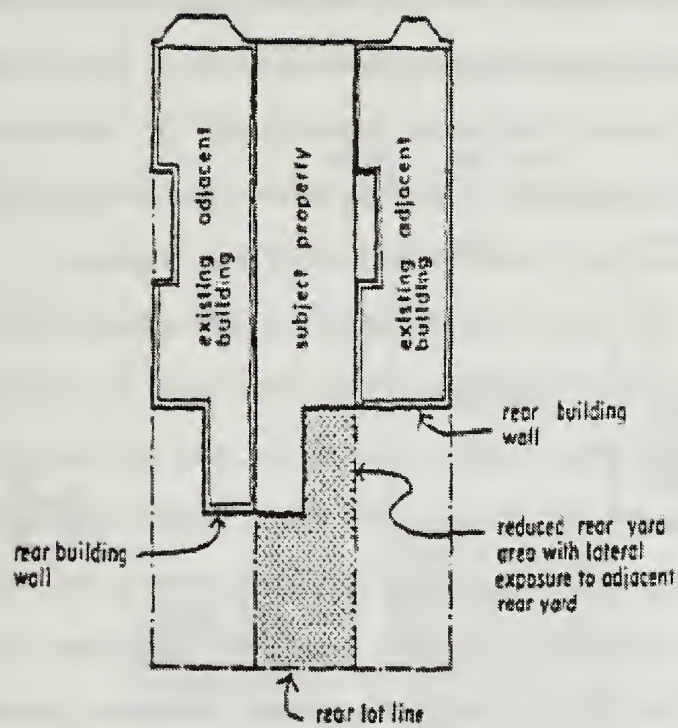 existing adjacent
building
subject property
existing adjacent
building
rear building
wall
rear building
wall
reduced rear yard
area with lateral
exposure to adjacent
rear yard
rear lot line